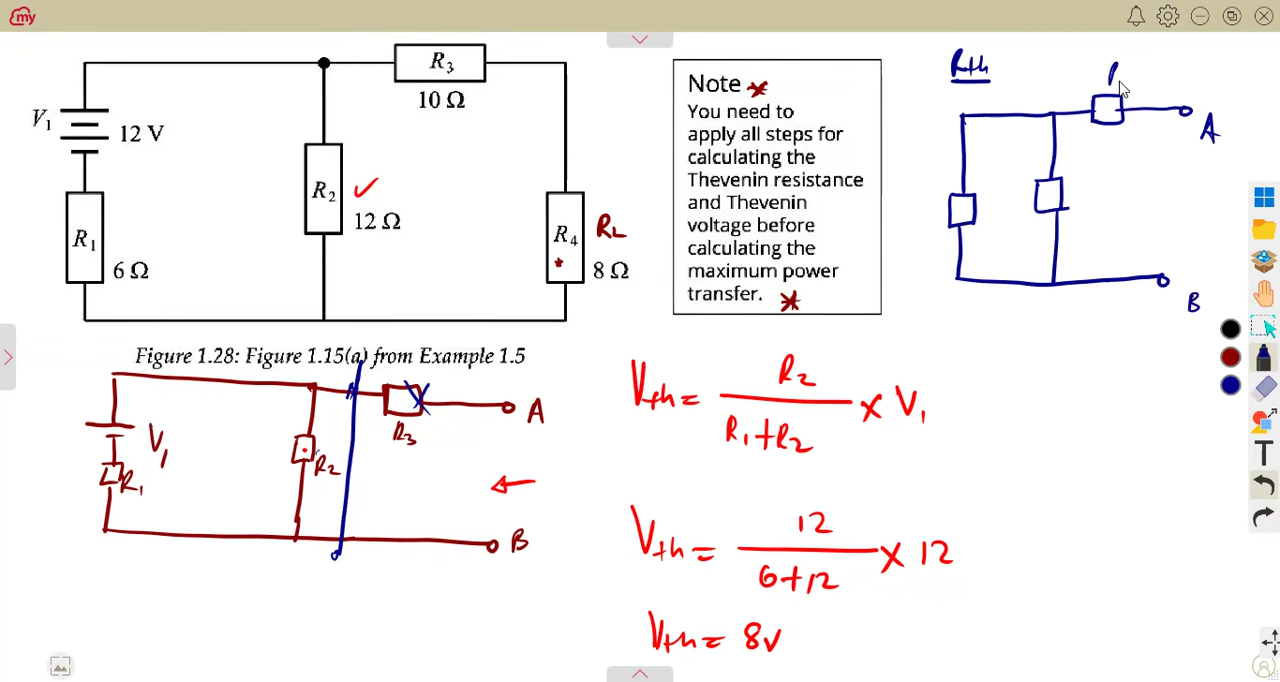 my
V1
12 V
R1
6 Ω
R2 ✓
12 Ω
R3
10 Ω
R4
*
8 Ω
RL
Figure 1.28: Figure 1.15(a) from Example 1.5
Note *
You need to
apply all steps for
calculating the
Thevenin resistance
and Thevenin
voltage before
calculating the
maximum power
transfer. *
Rth
A
B
V1
R1
R2
R3
A
B
Vth = R2 / R1+R2 × V1
Vth = 12 / 6+12 × 12
Vth = 8v
T